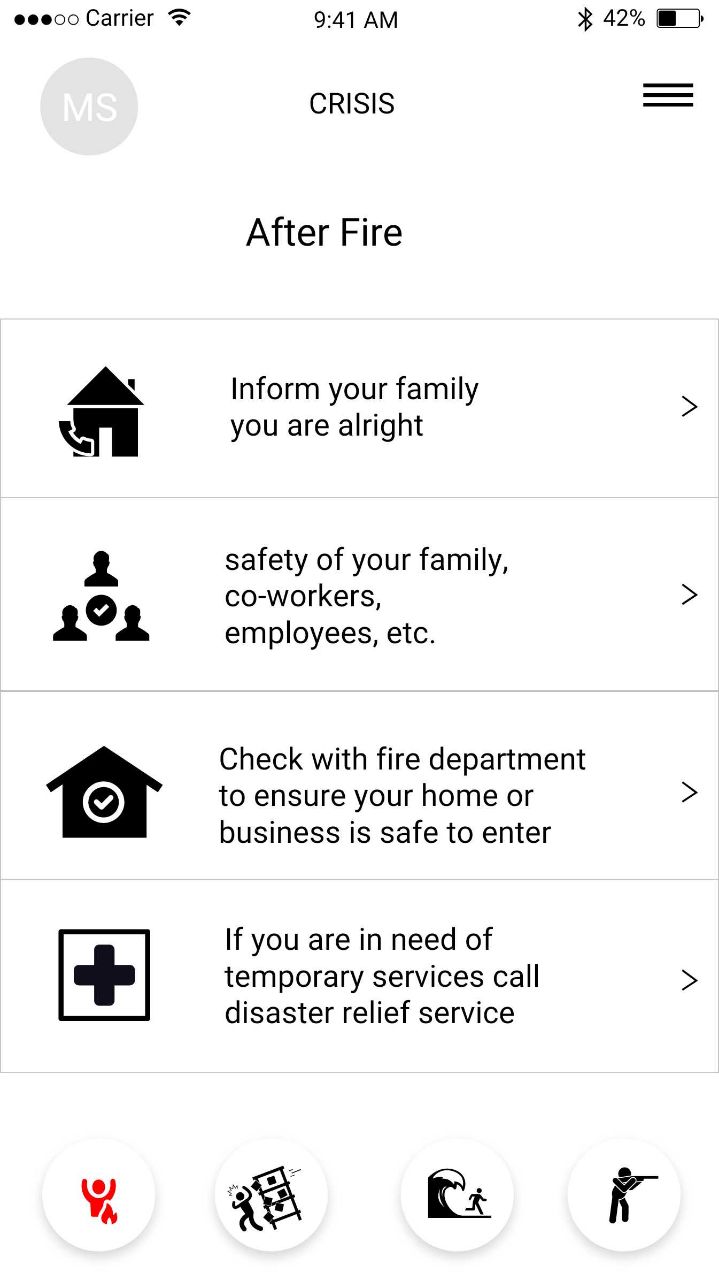 Carrier 9:41 AM 42%
MS CRISIS
After Fire
Inform your family
you are alright
safety of your family,
co-workers,
employees, etc.
Check with fire department
to ensure your home or
business is safe to enter
If you are in need of
temporary services call
disaster relief service